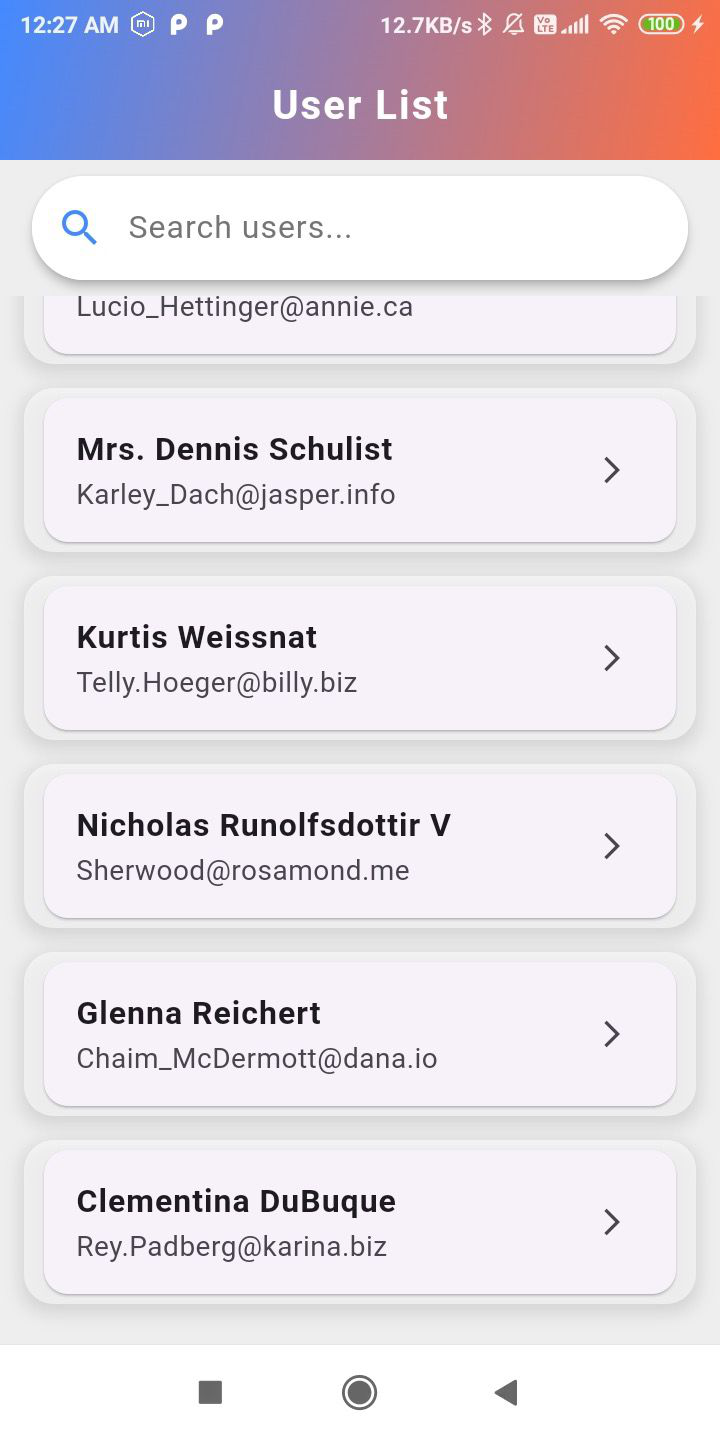 12:27 AM 12.7KB/s Vo LTE 100
User List
Search users...
Lucio_Hettinger@annie.ca
Mrs. Dennis Schulist
Karley_Dach@jasper.info
Kurtis Weissnat
Telly.Hoeger@billy.biz
Nicholas Runolfsdottir V
Sherwood@rosamond.me
Glenna Reichert
Chaim_McDermott@dana.io
Clementina DuBuque
Rey.Padberg@karina.biz